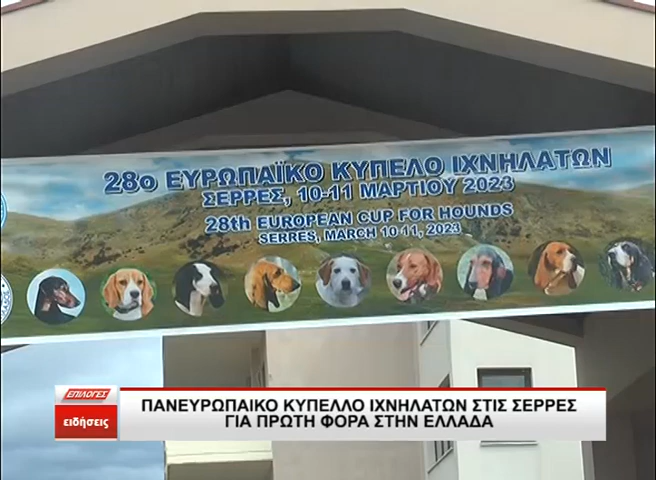 28ο ΕΥΡΩΠΑΪΚΟ ΚΥΠΕΛΟ ΙΧΝΗΛΑΤΩΝ
ΣΕΡΡΕΣ, 10-11 ΜΑΡΤΙΟΥ 2023
28th EUROPEAN CUP FOR HOUNDS
SERRES, MARCH 10-11, 2023
ΕΠΙΛΟΓΕΣ
ειδήσεις
ΠΑΝΕΥΡΩΠΑΙΚΟ ΚΥΠΕΛΛΟ ΙΧΝΗΛΑΤΩΝ ΣΤΙΣ ΣΕΡΡΕΣ
ΓΙΑ ΠΡΩΤΗ ΦΟΡΑ ΣΤΗΝ ΕΛΛΑΔΑ